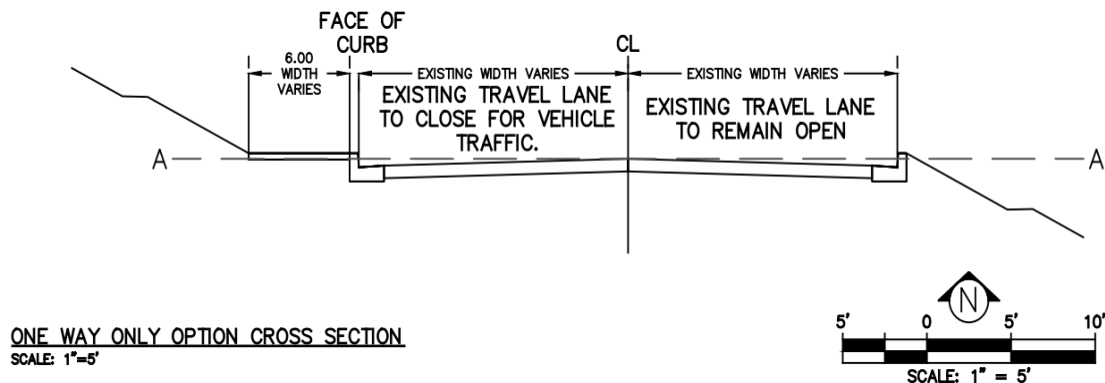 FACE OF
CURB
CL
6.00
WIDTH
VARIES
EXISTING WIDTH VARIES
EXISTING WIDTH VARIES
EXISTING TRAVEL LANE
TO CLOSE FOR VEHICLE
TRAFFIC.
EXISTING TRAVEL LANE
TO REMAIN OPEN
A
A
N
ONE WAY ONLY OPTION CROSS SECTION
SCALE: 1"=5'
5'
0
5'
10'
SCALE: 1" = 5'